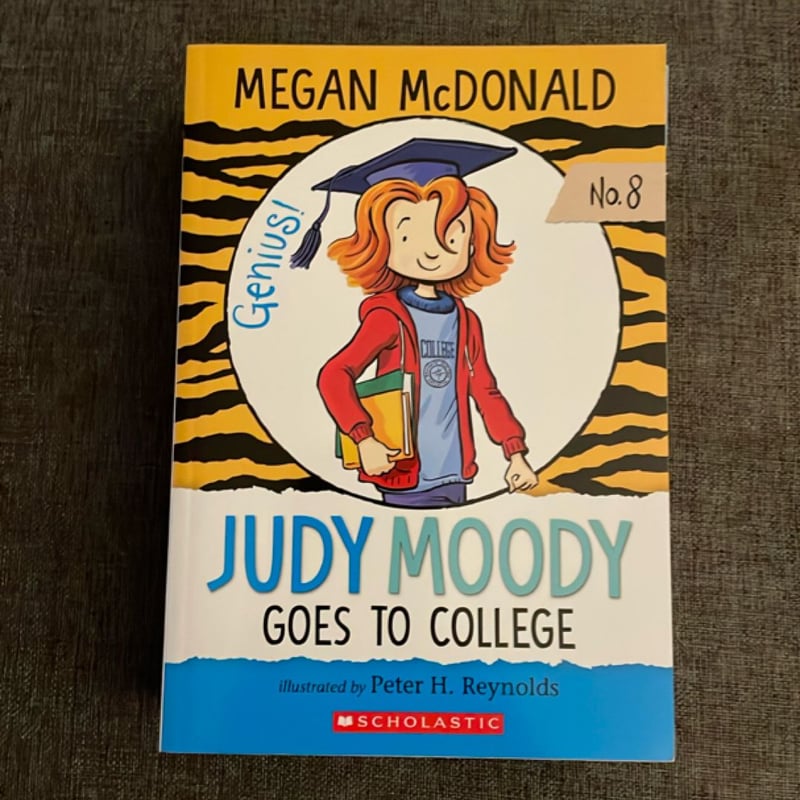 MEGAN McDONALD
No. 8
Genius!
COLLEGE
JUDY MOODY
GOES TO COLLEGE
illustrated by Peter H. Reynolds
SCHOLASTIC